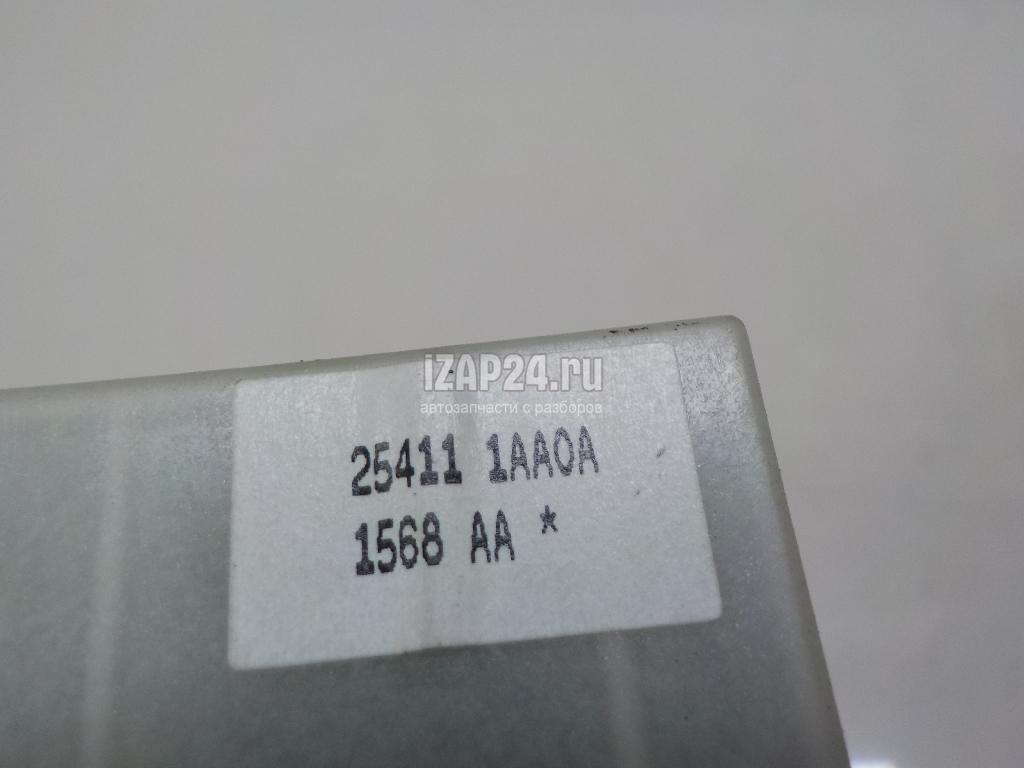 iZAP24.ru
автозапчасти с разборов
25411 1AA0A
1568 AA *